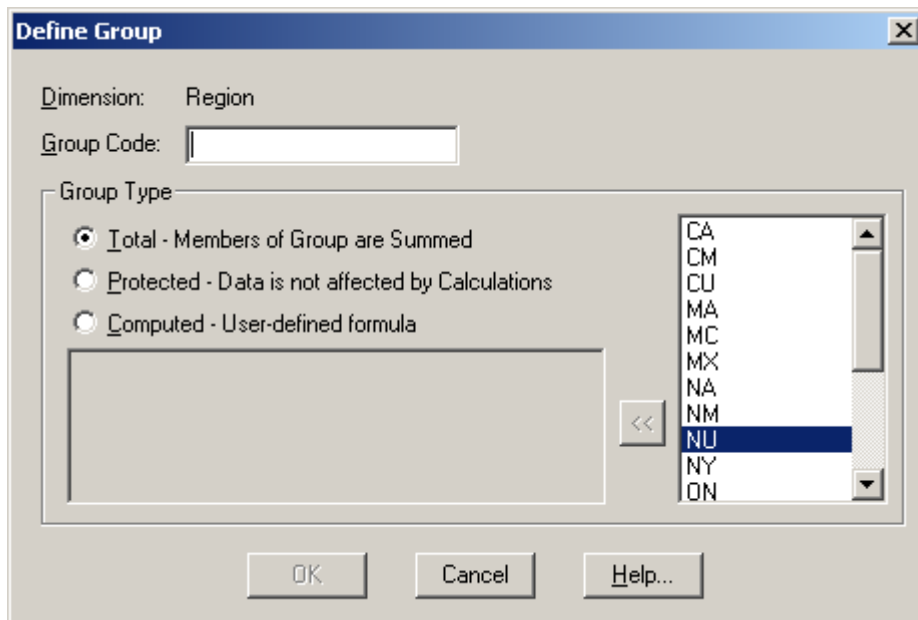 Define Group
Dimension: Region
Group Code:
Group Type
Total - Members of Group are Summed
Protected - Data is not affected by Calculations
Computed - User-defined formula
CA
CM
CU
MA
MC
MX
NA
NM
NU
NY
ON
<<
OK
Cancel
Help...